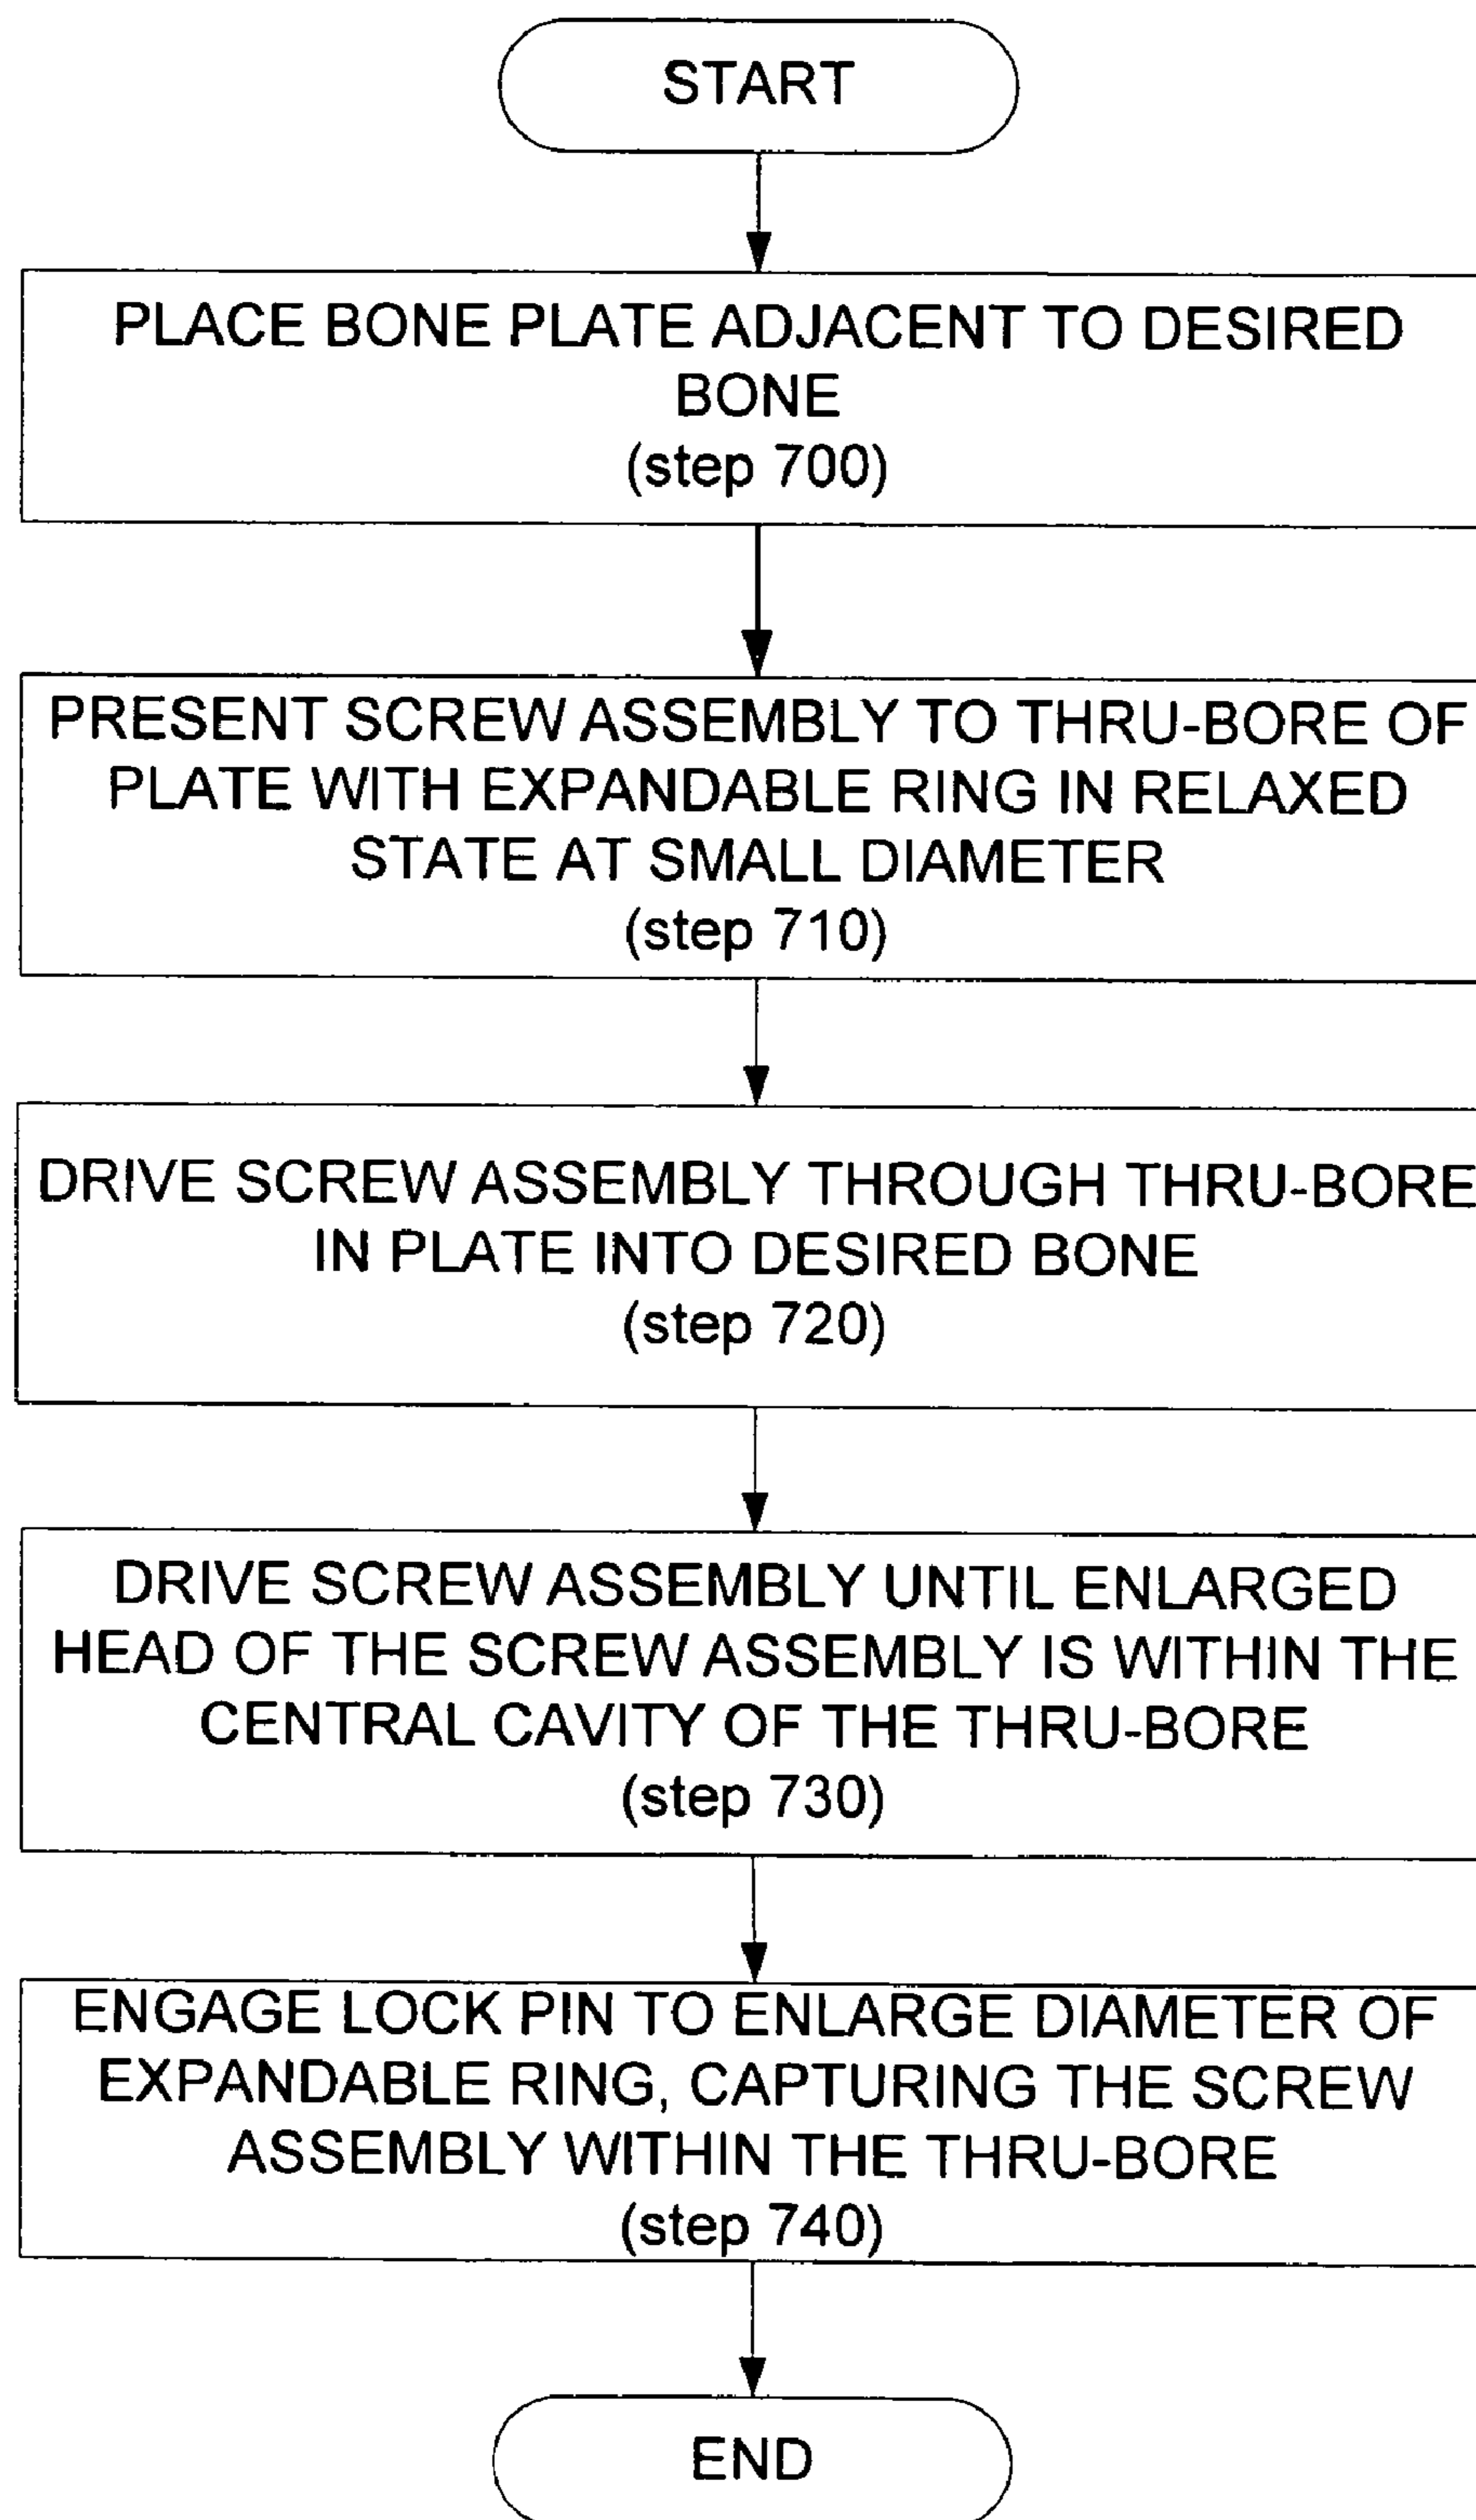 START
PLACE BONE PLATE ADJACENT TO DESIRED
BONE
(step 700)
PRESENT SCREW ASSEMBLY TO THRU-BORE OF
PLATE WITH EXPANDABLE RING IN RELAXED
STATE AT SMALL DIAMETER
(step 710)
DRIVE SCREW ASSEMBLY THROUGH THRU-BORE
IN PLATE INTO DESIRED BONE
(step 720)
DRIVE SCREW ASSEMBLY UNTIL ENLARGED
HEAD OF THE SCREW ASSEMBLY IS WITHIN THE
CENTRAL CAVITY OF THE THRU-BORE
(step 730)
ENGAGE LOCK PIN TO ENLARGE DIAMETER OF
EXPANDABLE RING, CAPTURING THE SCREW
ASSEMBLY WITHIN THE THRU-BORE
(step 740)
END